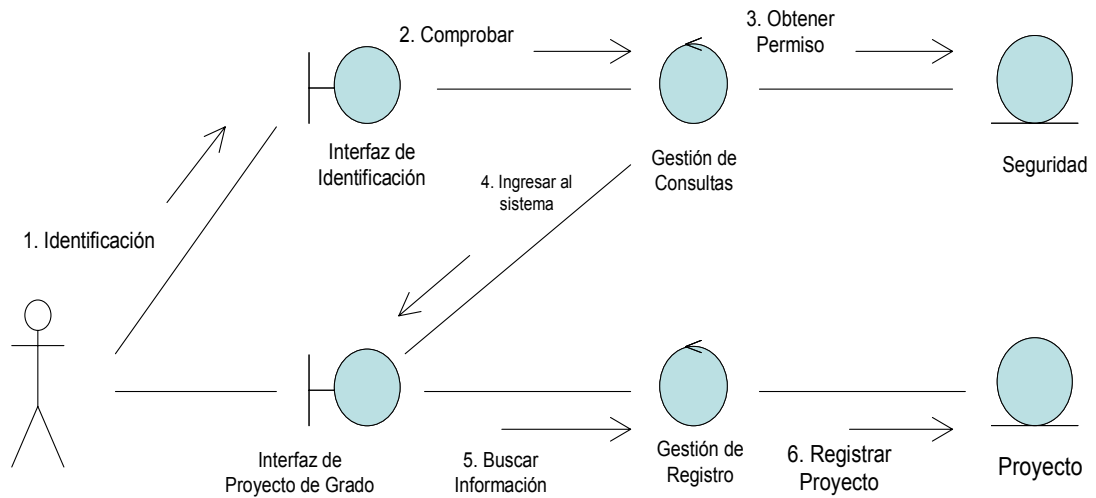 2. Comprobar
3. Obtener
Permiso
Interfaz de
Identificación
Gestión de
Consultas
Seguridad
4. Ingresar al
sistema
1. Identificación
Interfaz de
Proyecto de Grado
5. Buscar
Información
Gestión de
Registro
6. Registrar
Proyecto
Proyecto